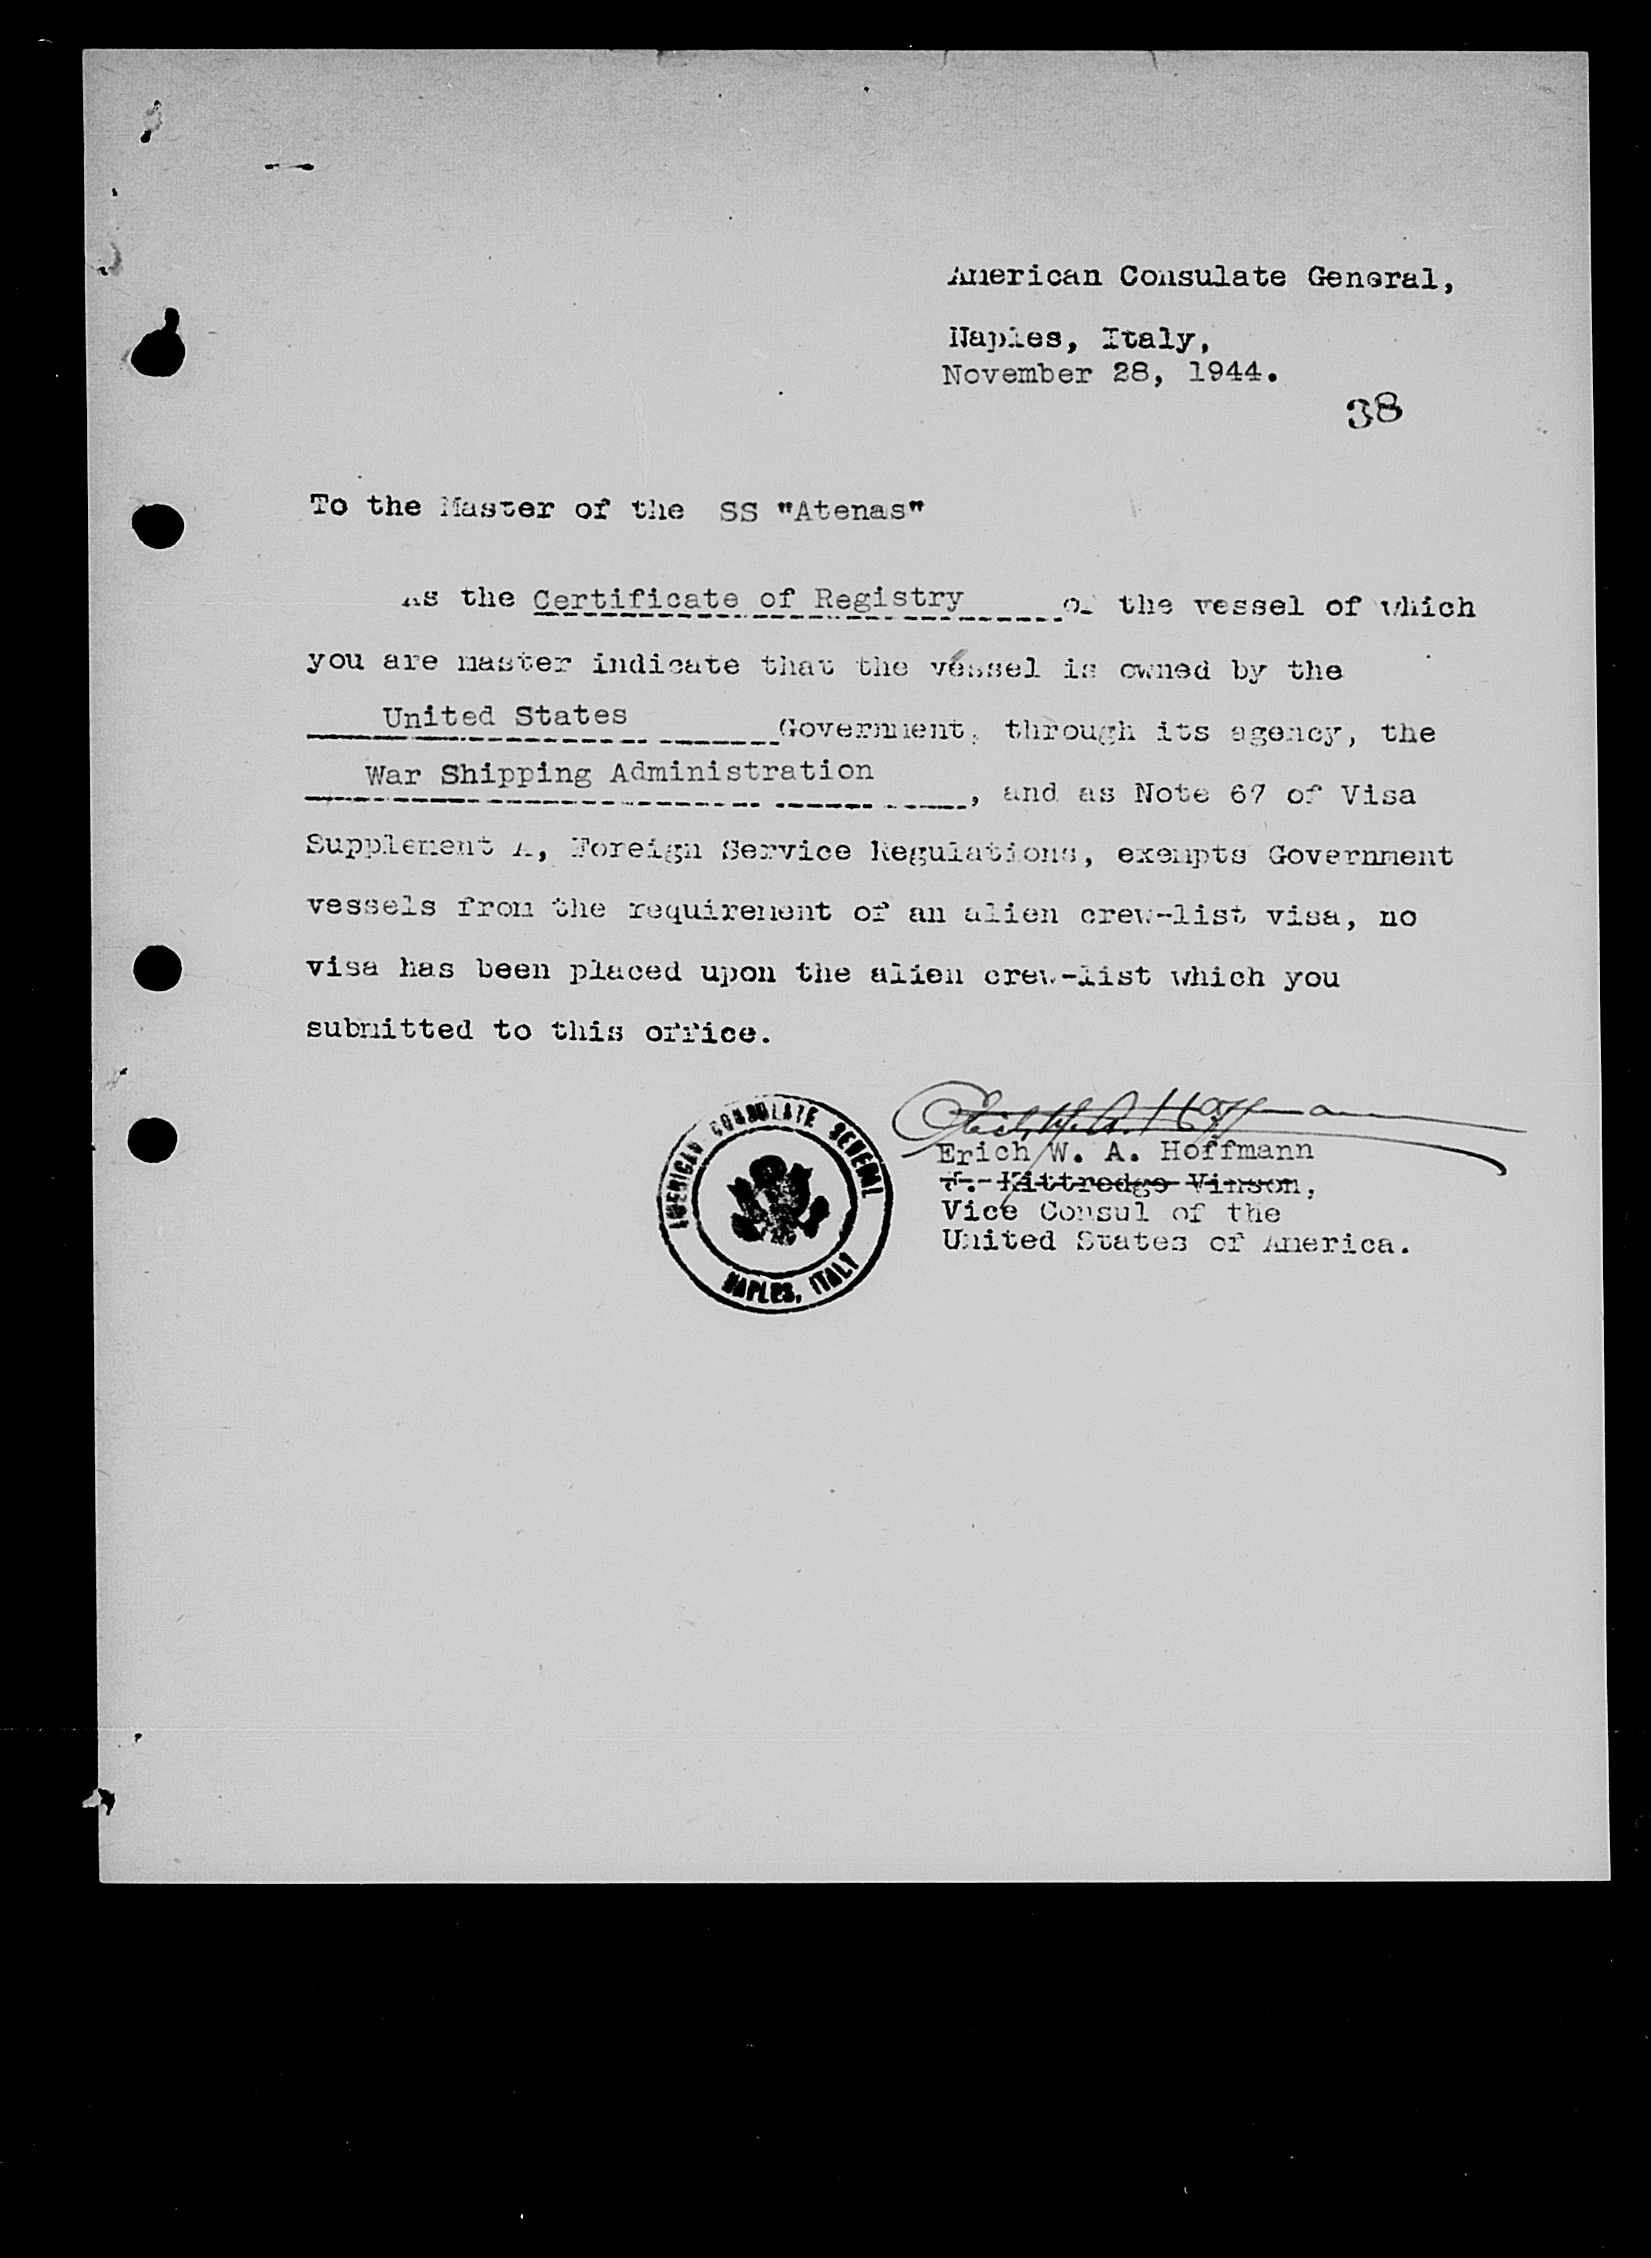 American Consulate General,
Naples, Italy,
November 28, 1944.
38
To the Master of the SS "Atenas"
As the Certificate of Registry of the vessel of which
you are master indicate that the vessel is owned by the
United States Government, through its agency, the
War Shipping Administration, and as Note 67 of Visa
Supplement A, Foreign Service Regulations, exempts Government
vessels from the requirement of an alien crew-list visa, no
visa has been placed upon the alien crew-list which you
submitted to this office.
Erich W. A. Hoffmann
Erich W. A. Hoffmann
Kittredge Vinson,
Vice Consul of the
United States of America.
AMERICAN CONSULATE GENERAL
NAPLES, ITALY